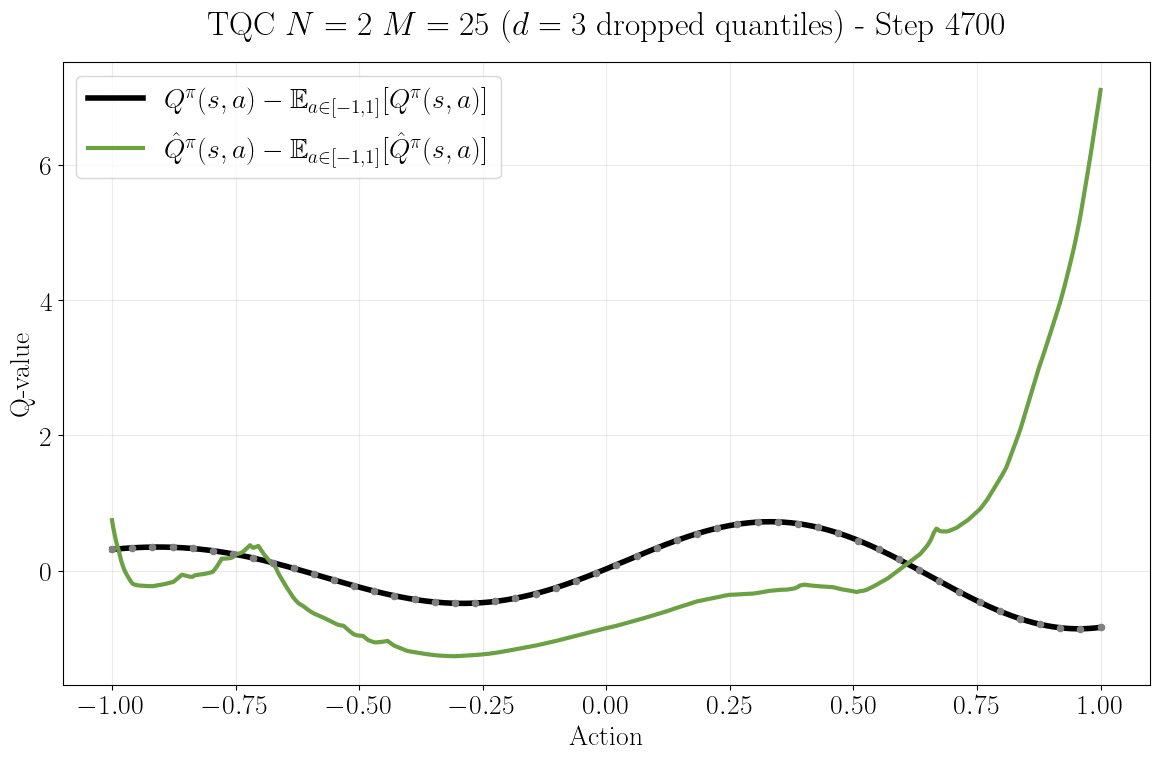 TQC N = 2 M = 25 (d = 3 dropped quantiles) - Step 4700
Q^π(s, a) − 𝔼_{a∈[−1,1]}[Q^π(s, a)]
Q̂^π(s, a) − 𝔼_{a∈[−1,1]}[Q̂^π(s, a)]
6
4
2
0
Q-value
−1.00 −0.75 −0.50 −0.25 0.00 0.25 0.50 0.75 1.00
Action